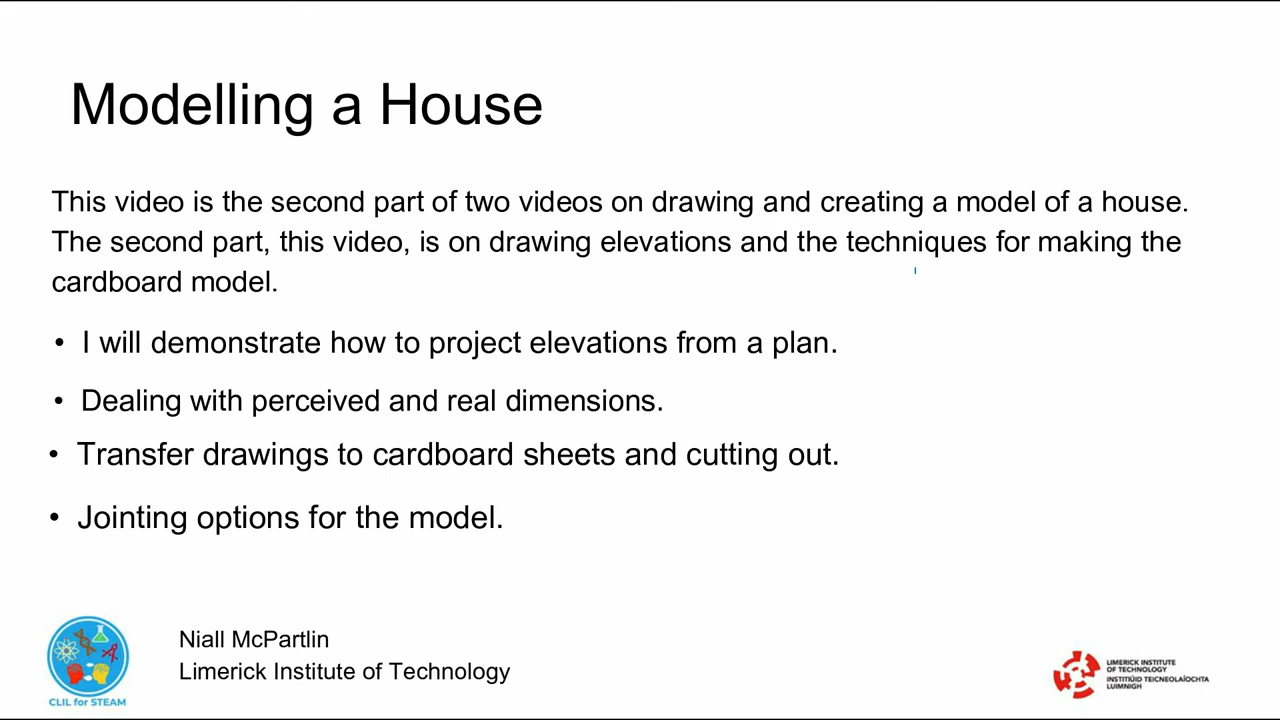 Modelling a House
This video is the second part of two videos on drawing and creating a model of a house.
The second part, this video, is on drawing elevations and the techniques for making the
cardboard model.
• I will demonstrate how to project elevations from a plan.
• Dealing with perceived and real dimensions.
• Transfer drawings to cardboard sheets and cutting out.
• Jointing options for the model.
Niall McPartlin
Limerick Institute of Technology
CLIL for STEAM
LIMERICK INSTITUTE
OF TECHNOLOGY
INSTITIÚID TEICNEOLAÍOCHTA
LUIMNIGH